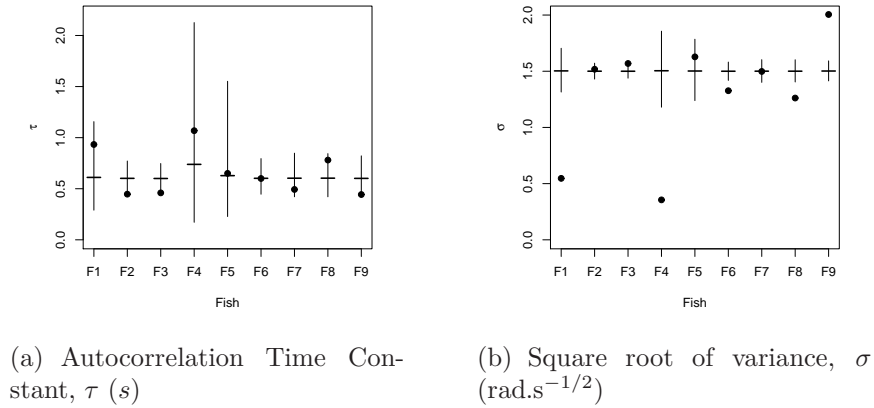 τ
0.0 0.5 1.0 1.5 2.0
F1 F2 F3 F4 F5 F6 F7 F8 F9
Fish
σ
0.0 0.5 1.0 1.5 2.0
F1 F2 F3 F4 F5 F6 F7 F8 F9
Fish
(a) Autocorrelation Time Con-
stant, τ (s)
(b) Square root of variance, σ
(rad.s^{−1/2})